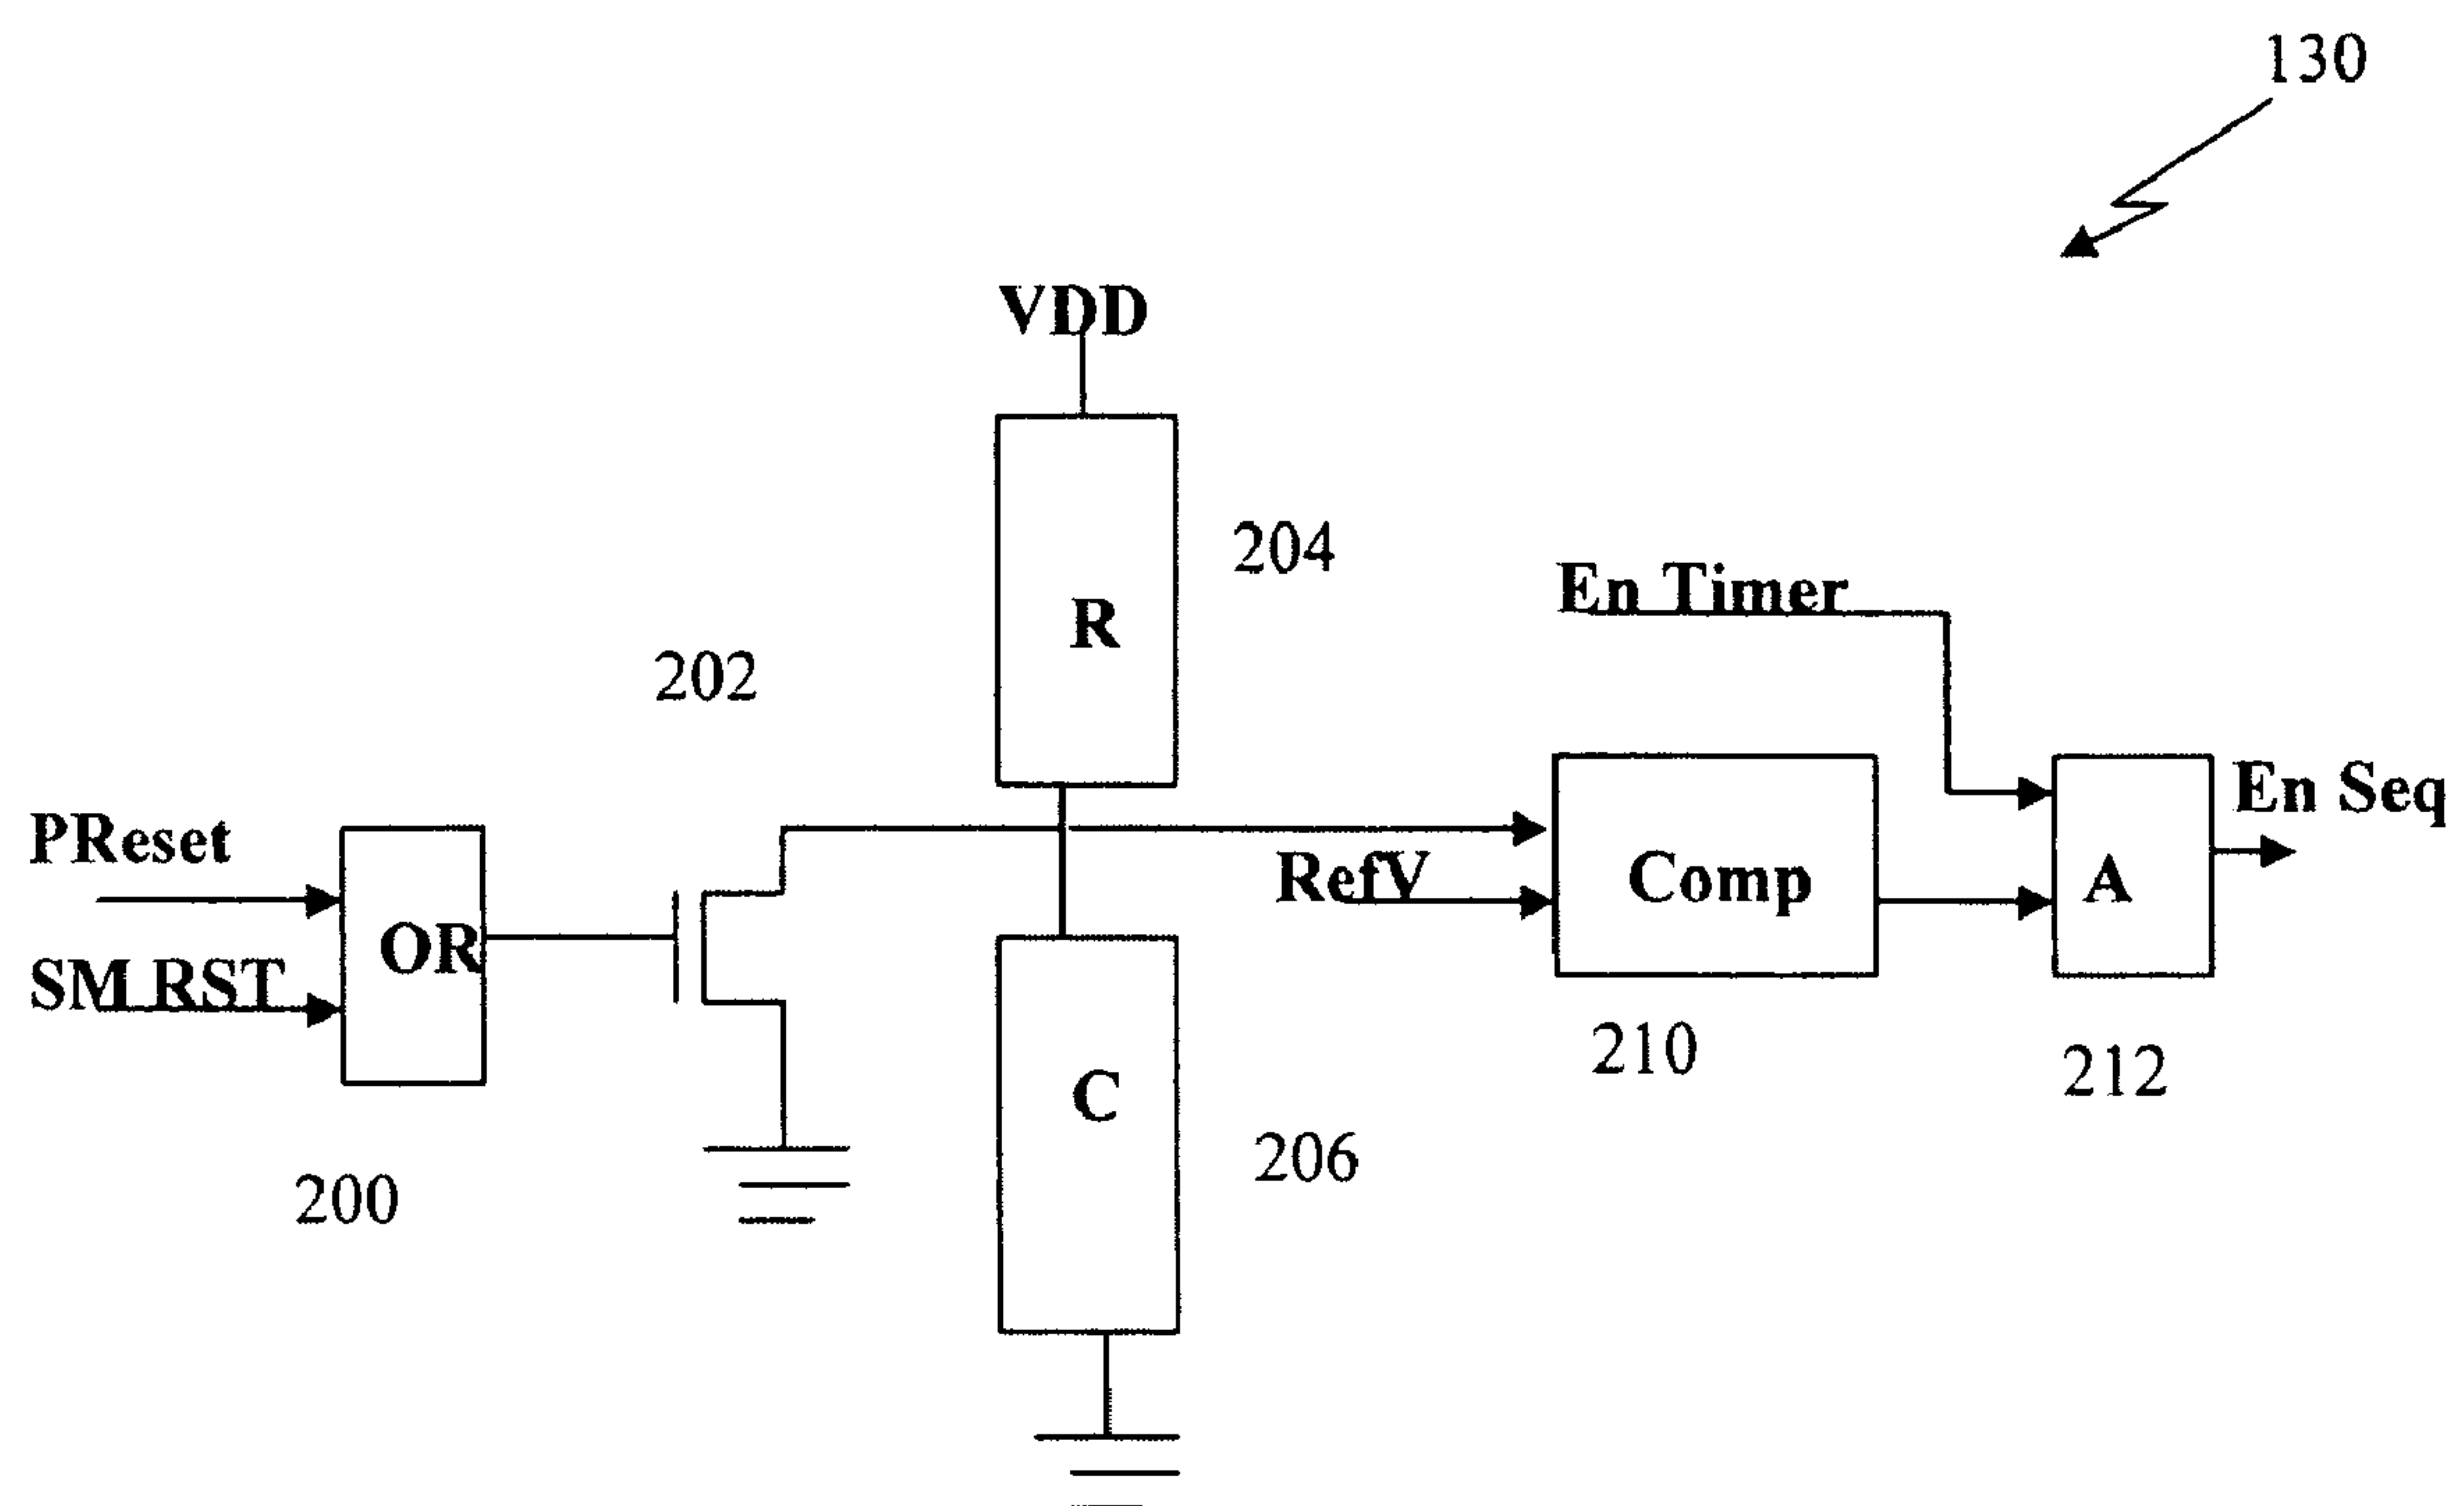 130
VDD
204
R
En Timer
202
PReset
En Seq
RefV
Comp
A
OR
SM RST
210
212
C
206
200